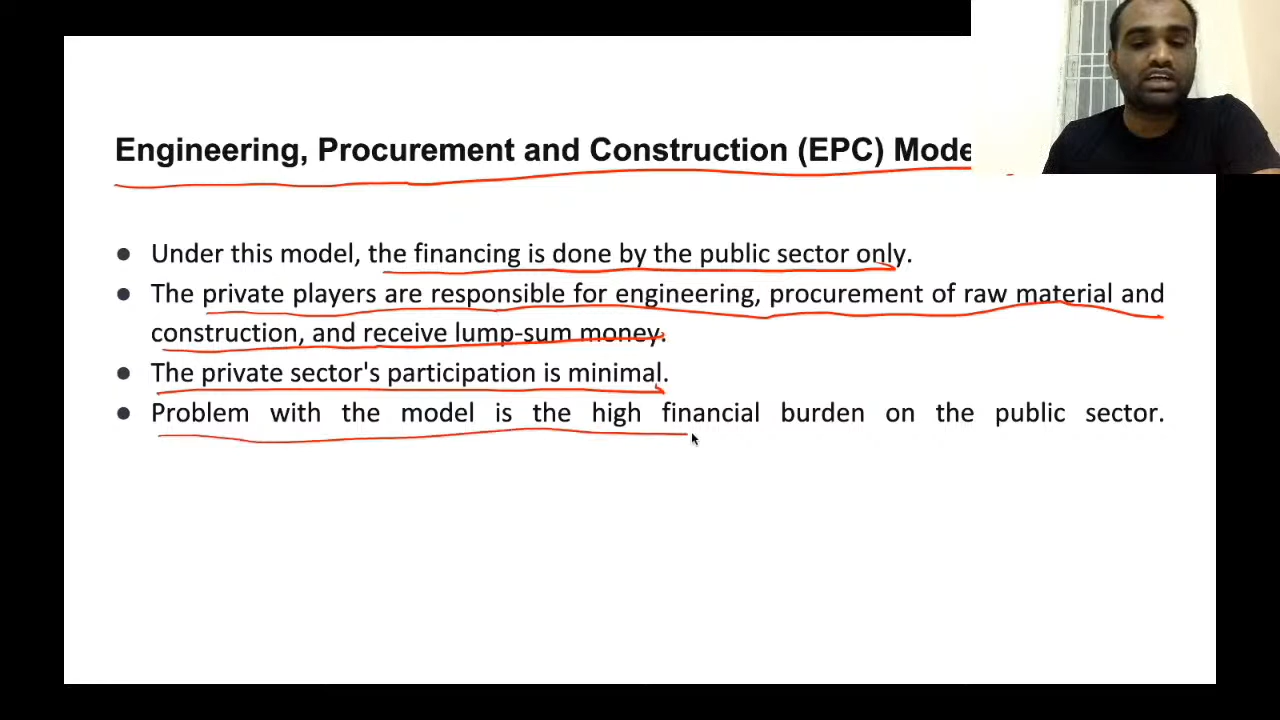 Engineering, Procurement and Construction (EPC) Mode
● Under this model, the financing is done by the public sector only.
● The private players are responsible for engineering, procurement of raw material and
construction, and receive lump-sum money.
● The private sector's participation is minimal.
● Problem with the model is the high financial burden on the public sector.